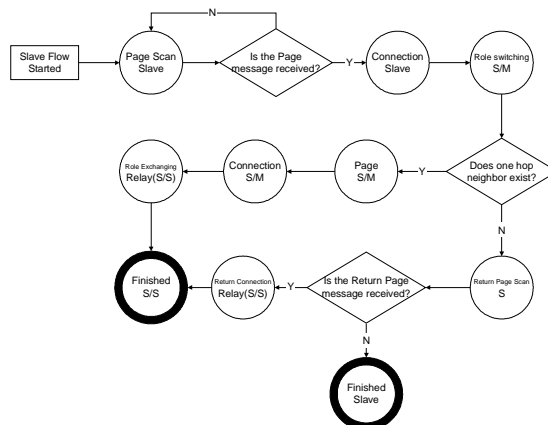 N
Slave Flow
Started
Page Scan
Slave
Is the Page
message received?
Y
Connection
Slave
Role switching
S/M
Role Exchanging
Relay(S/S)
Connection
S/M
Page
S/M
Y
Does one hop
neighbor exist?
N
Finished
S/S
Return Connection
Relay(S/S)
Y
Is the Return Page
message received?
Return Page Scan
S
N
Finished
Slave